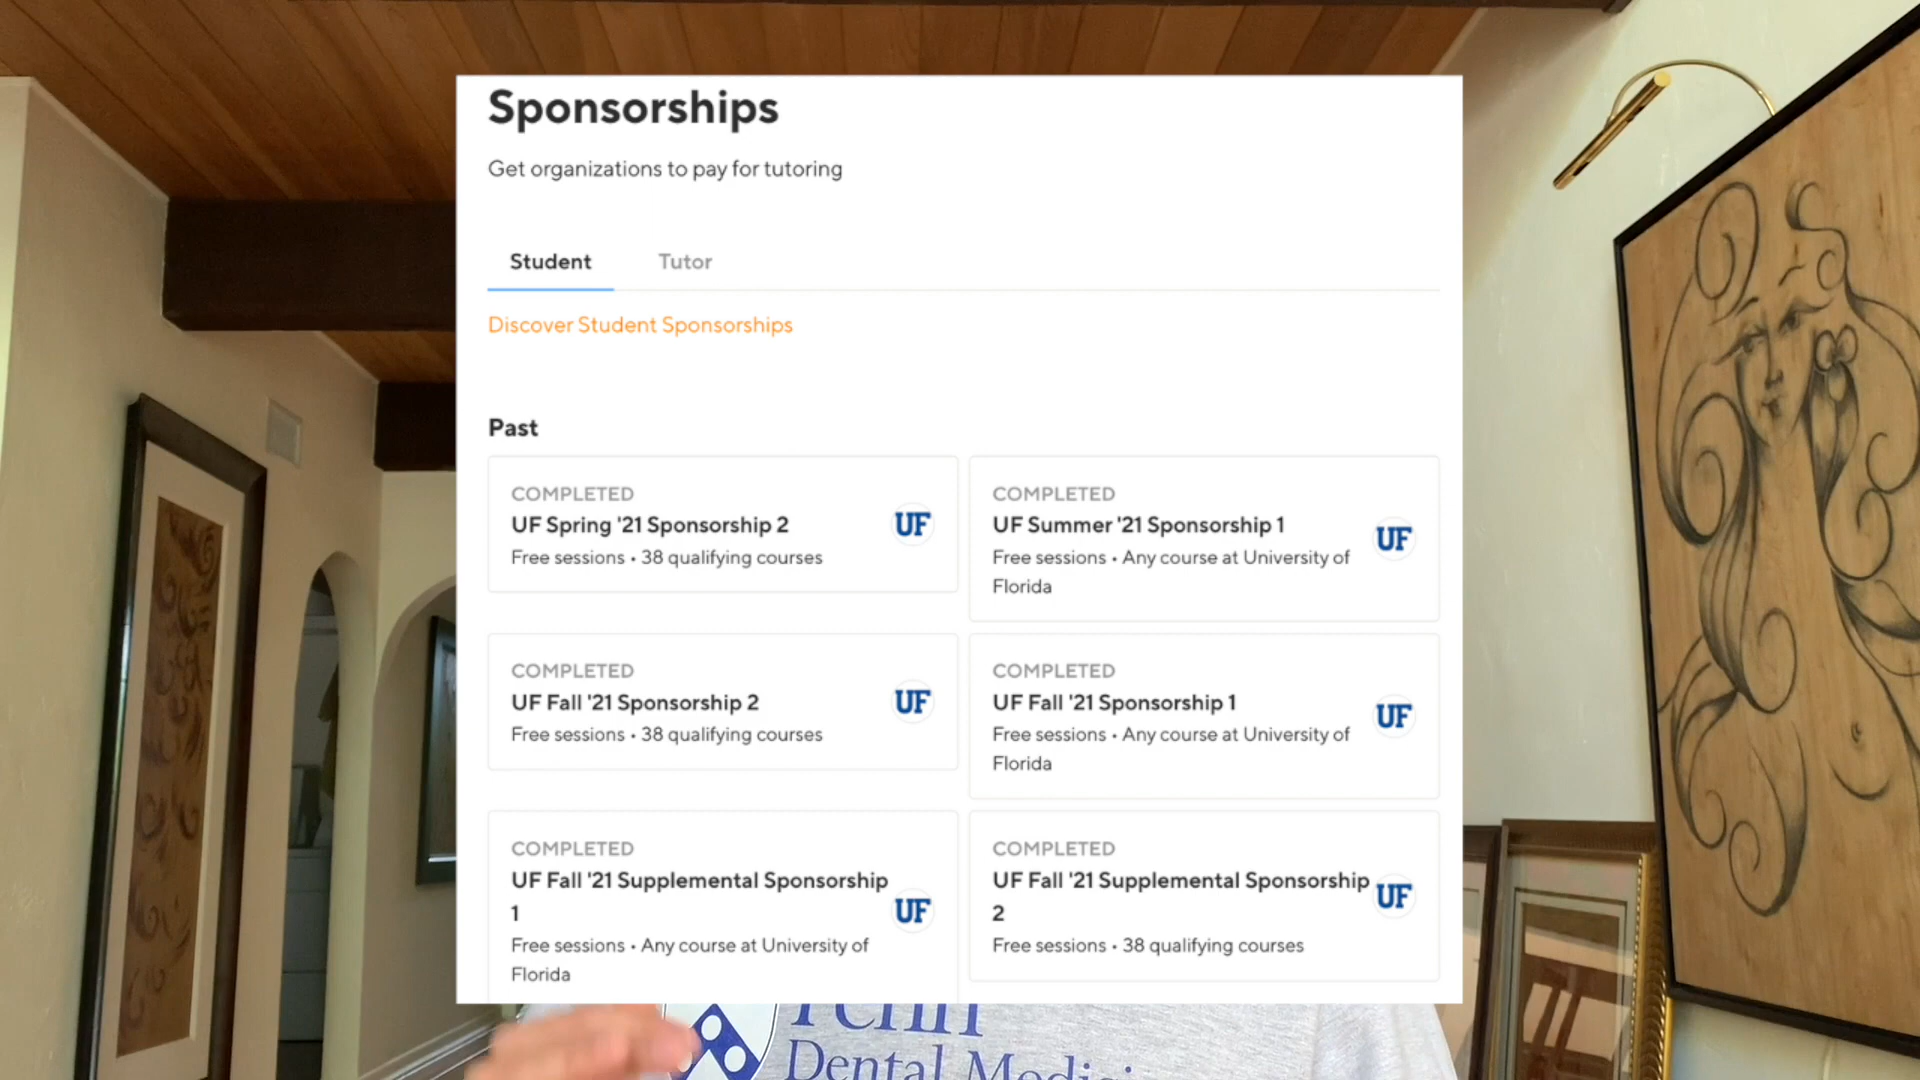 Sponsorships
Get organizations to pay for tutoring
Student
Tutor
Discover Student Sponsorships
Past
COMPLETED
UF Spring '21 Sponsorship 2
Free sessions • 38 qualifying courses
UF
COMPLETED
UF Summer '21 Sponsorship 1
Free sessions • Any course at University of
Florida
UF
COMPLETED
UF Fall '21 Sponsorship 2
Free sessions • 38 qualifying courses
UF
COMPLETED
UF Fall '21 Sponsorship 1
Free sessions • Any course at University of
Florida
UF
COMPLETED
UF Fall '21 Supplemental Sponsorship
1
Free sessions • Any course at University of
Florida
UF
COMPLETED
UF Fall '21 Supplemental Sponsorship
2
Free sessions • 38 qualifying courses
UF
Penn
Dental